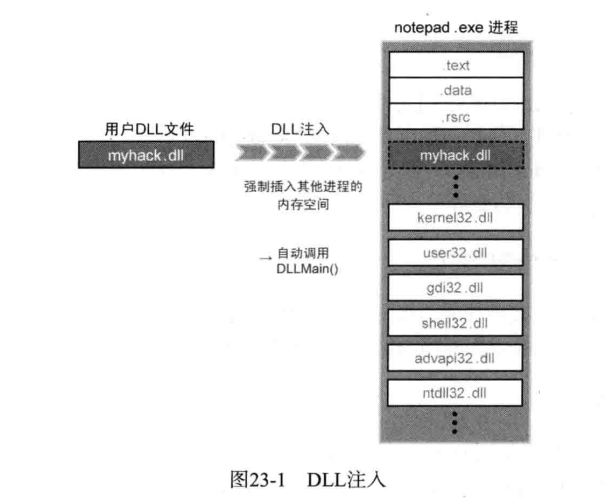 notepad .exe 进程
.text
.data
.rsrc
用户DLL文件
myhack.dll
DLL注入
强制插入其他进程的
内存空间
→ 自动调用
DLLMain()
myhack.dll
kernel32.dll
user32.dll
gdi32.dll
shell32.dll
advapi32.dll
ntdll32.dll
图23-1 DLL注入